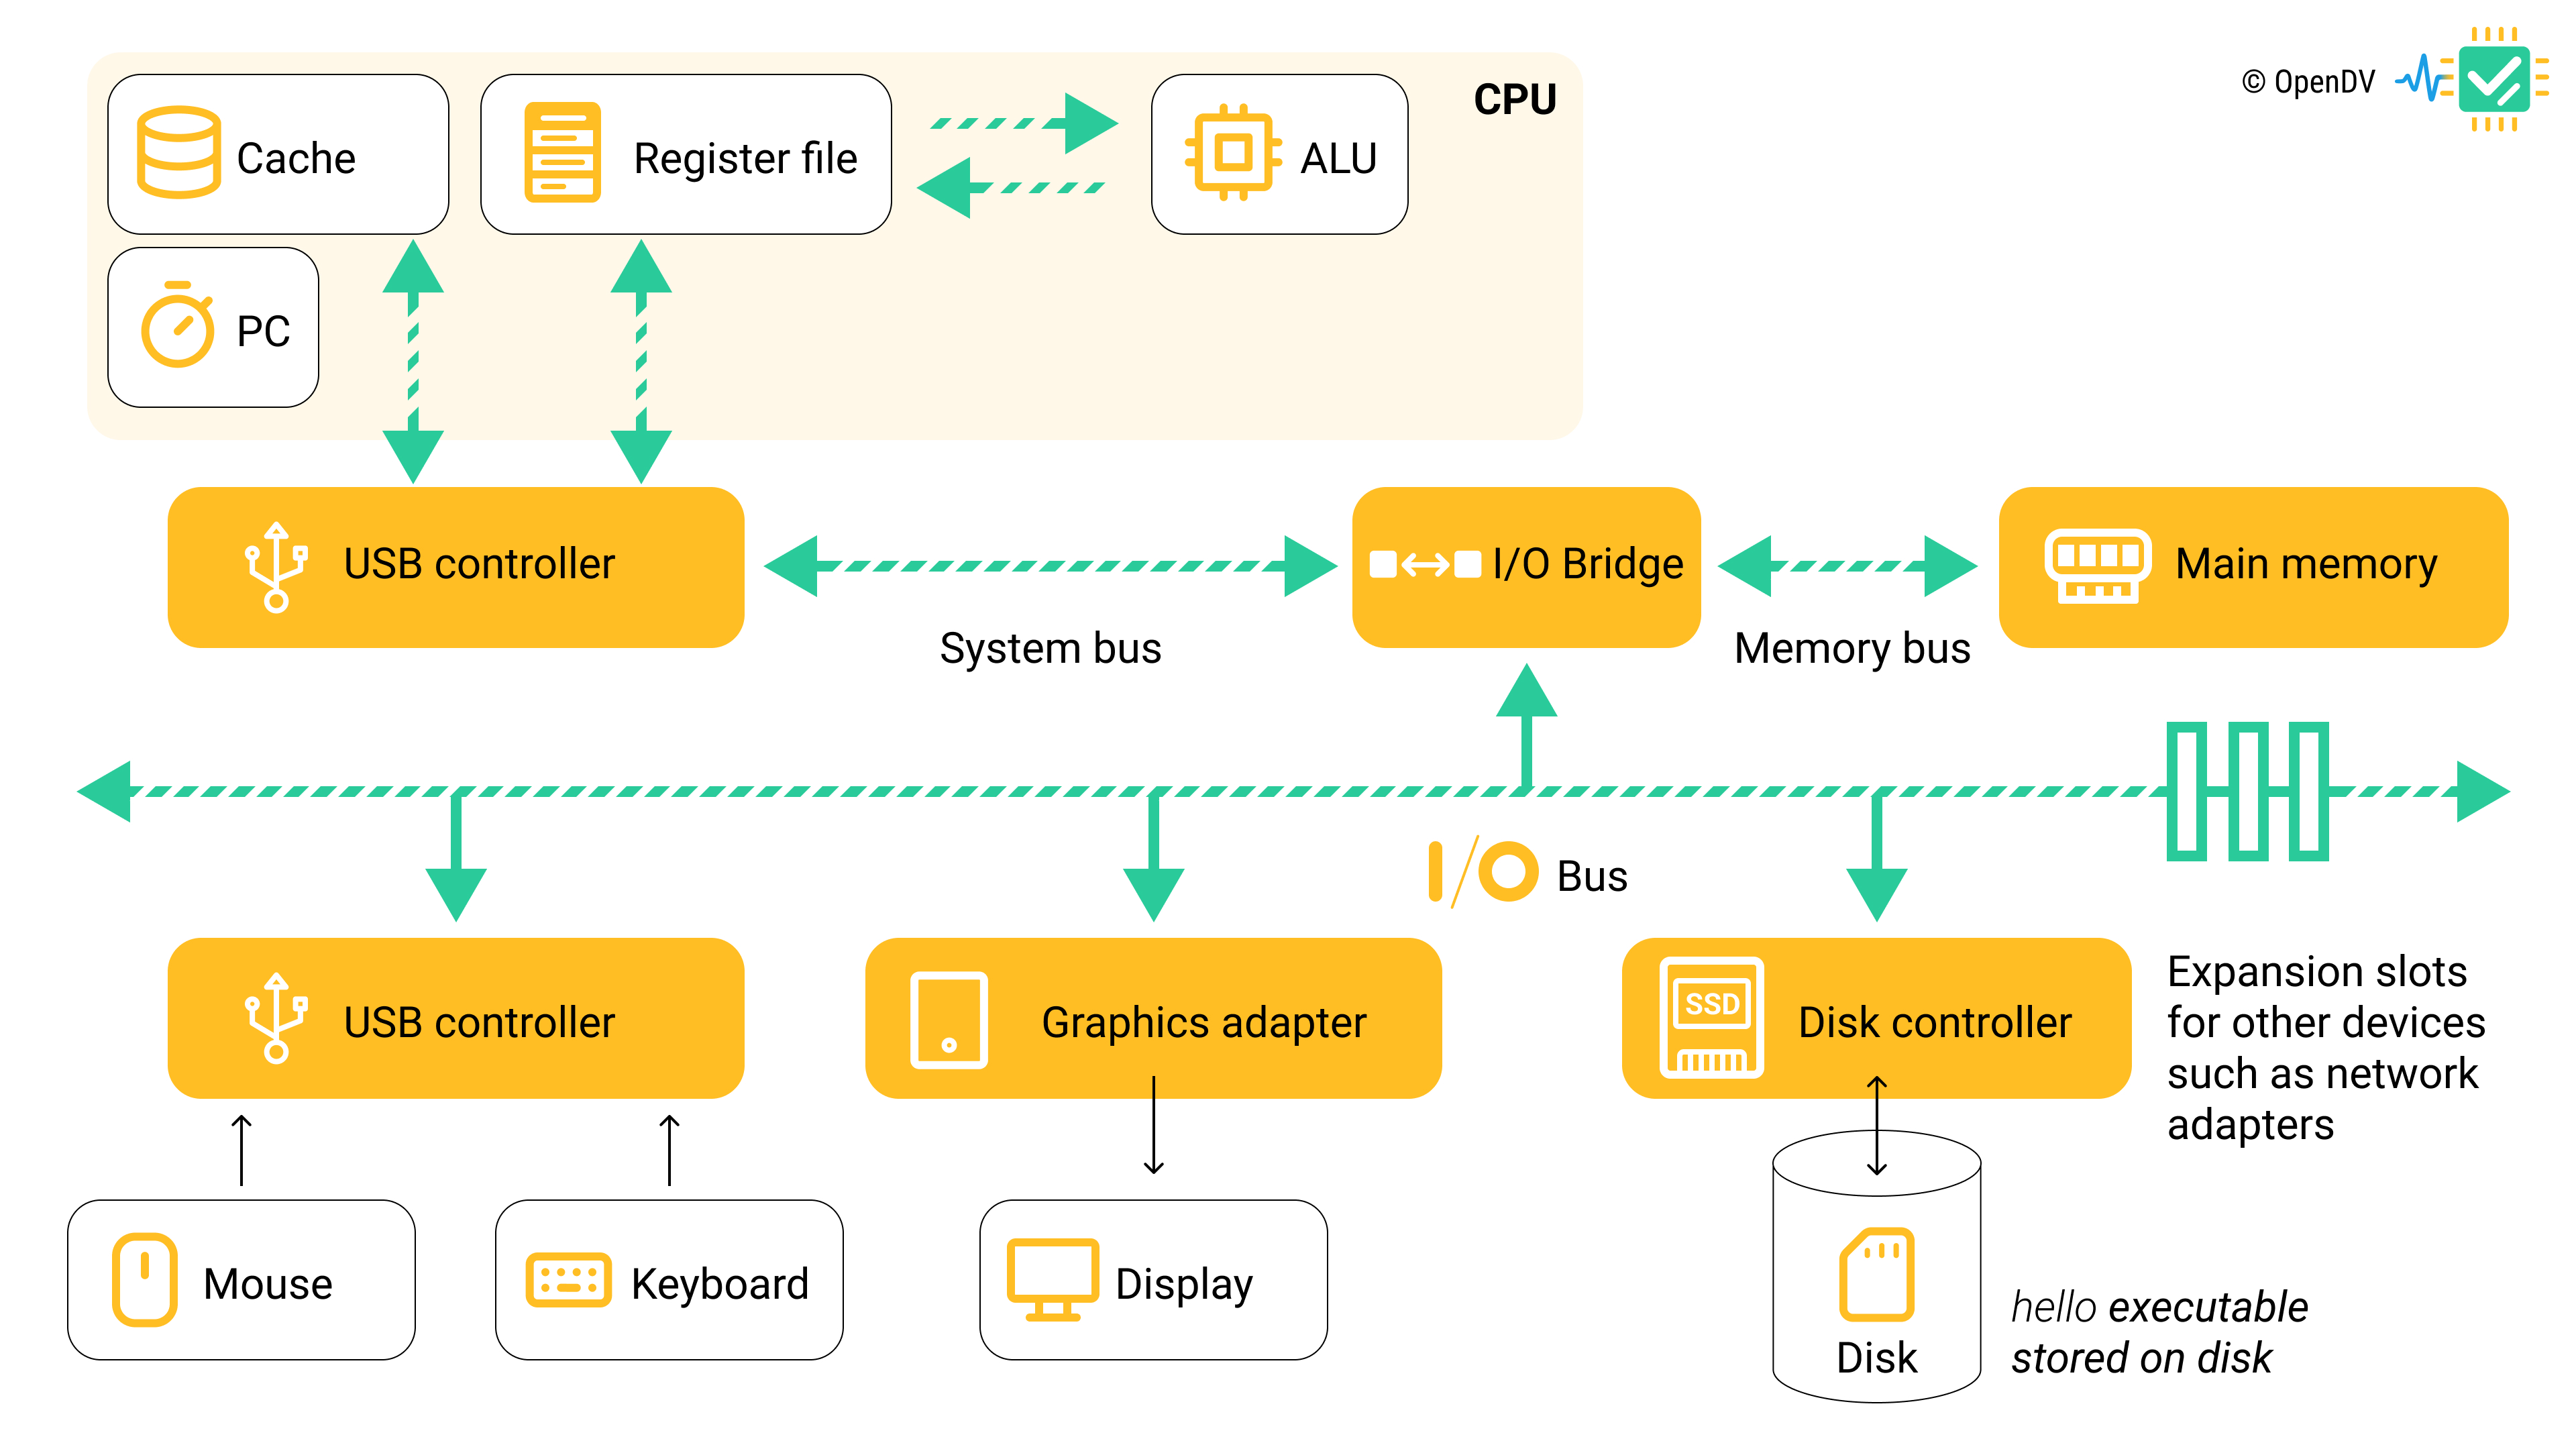 CPU
© OpenDV
Cache
Register file
ALU
PC
USB controller
I/O Bridge
Main memory
System bus
Memory bus
I/O Bus
USB controller
Graphics adapter
SSD
Disk controller
Expansion slots
for other devices
such as network
adapters
Mouse
Keyboard
Display
Disk
hello executable
stored on disk